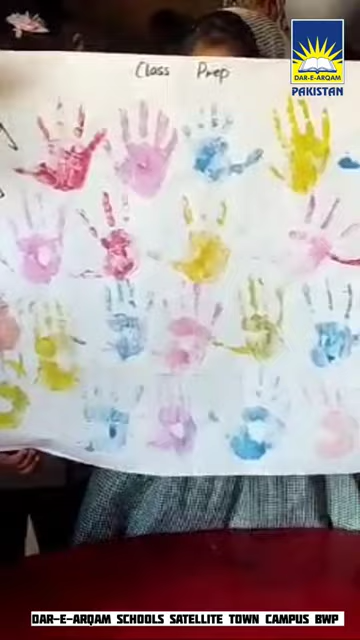 Class Prep
DAR-E-ARQAM
PAKISTAN
DAR-E-ARQAM SCHOOLS SATELLITE TOWN CAMPUS BWP